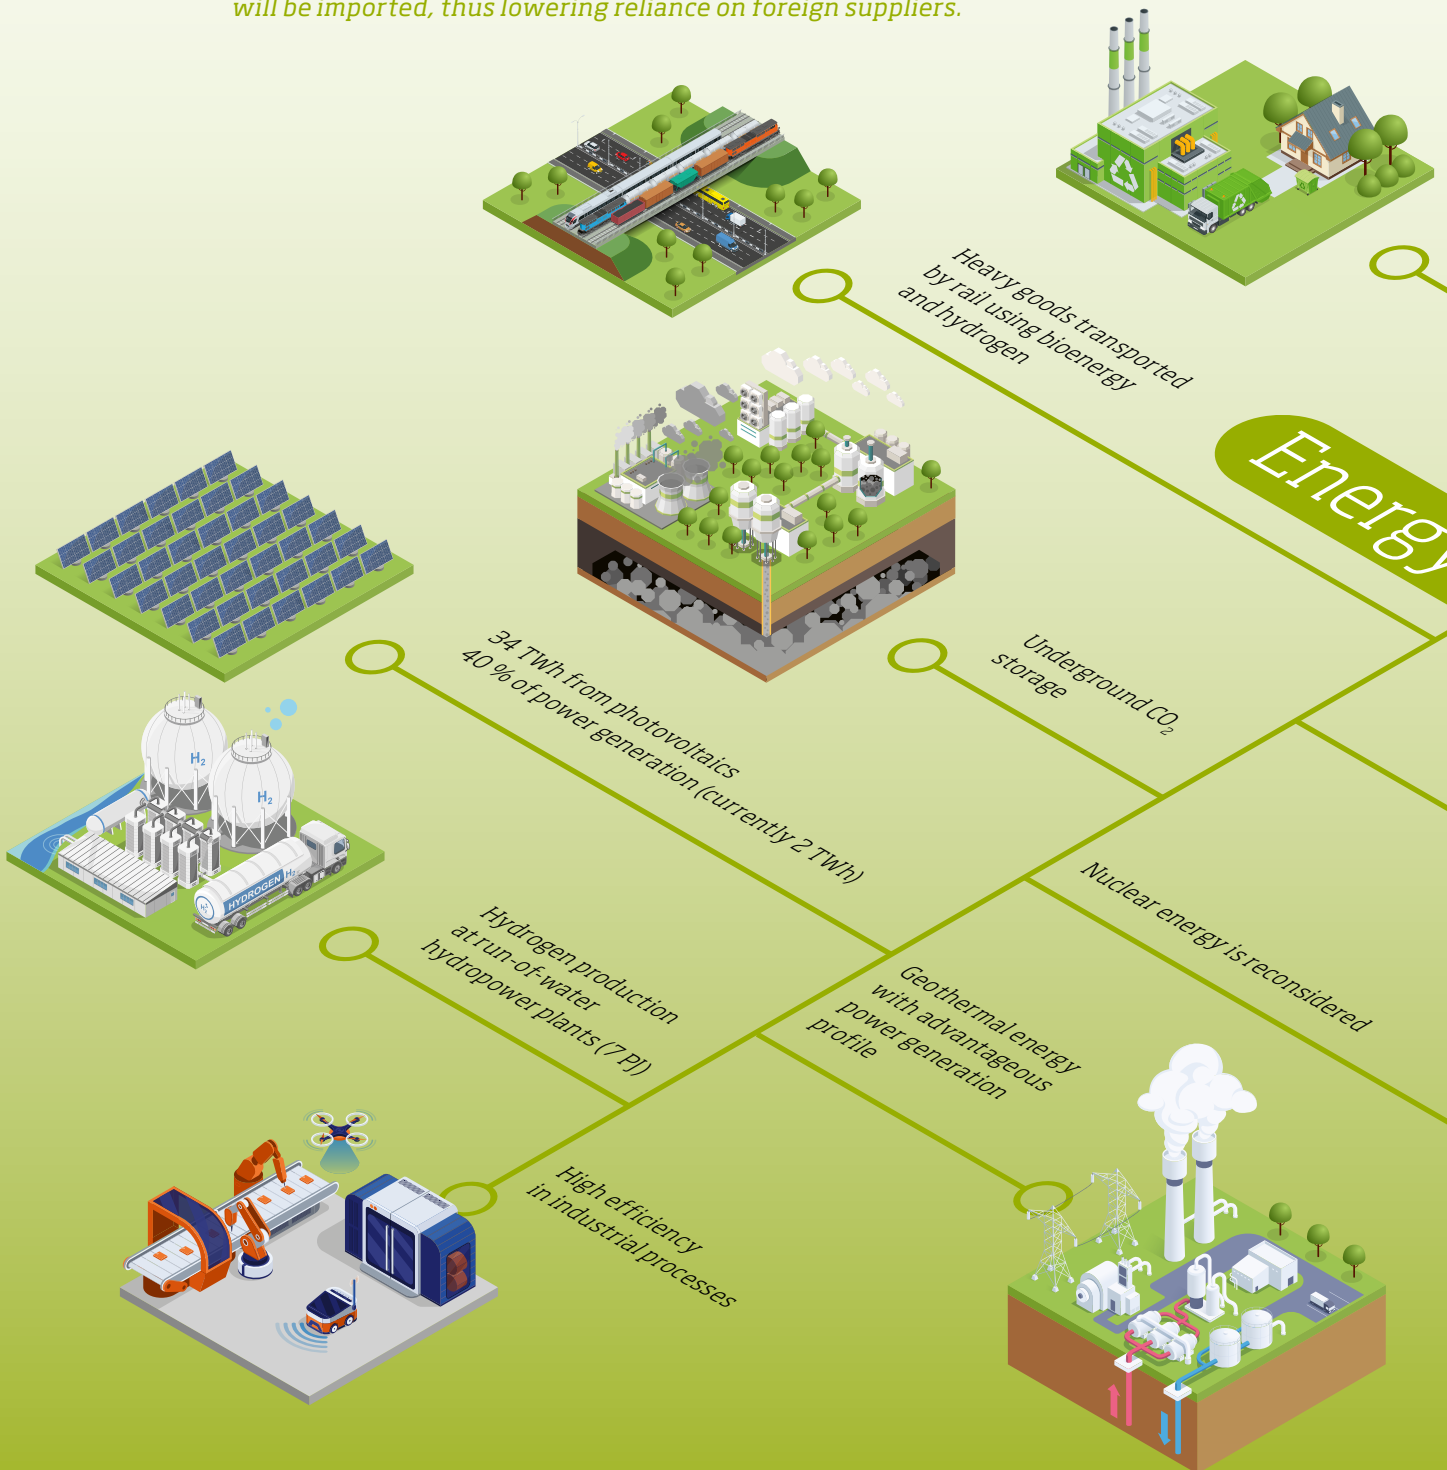 will be imported, thus lowering reliance on foreign suppliers.
Heavy goods transported
by rail using bioenergy
and hydrogen
Energy
34 TWh from photovoltaics
40 % of power generation (currently 2 TWh)
Underground CO₂
storage
H₂
H₂
HYDROGEN H₂
Hydrogen production
at run-of-water
hydropower plants (7 PJ)
Nuclear energy is reconsidered
Geothermal energy
with advantageous
power generation
profile
High efficiency
in industrial processes